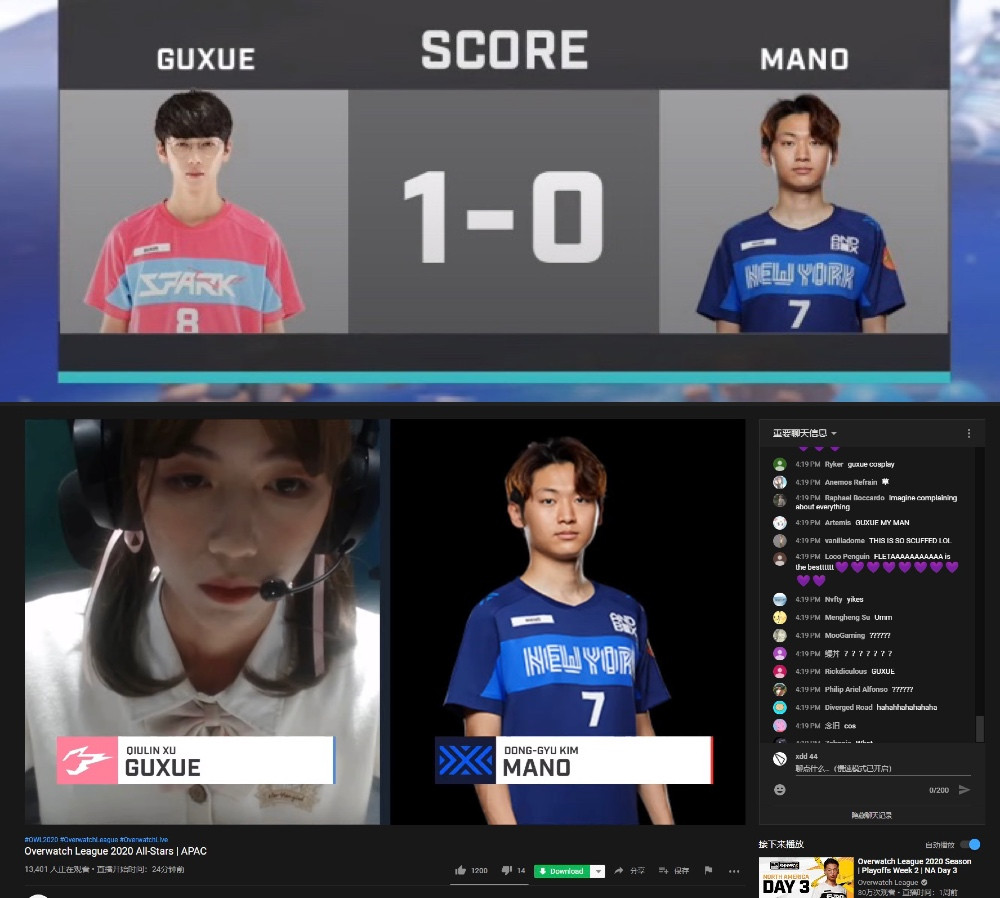 GUXUE
SCORE
MANO
1-0
SPARK
8
AND
BOX
NEW YORK
7
QIULIN XU
GUXUE
AND
BOX
NEW YORK
7
DONG-GYU KIM
MANO
重要聊天信息
4:19 PM Ryker guxue cosplay
4:19 PM Anemos Refrain
4:19 PM Raphael Boccardo Imagine complaining
about everything
4:19 PM Artemis GUXUE MY MAN
4:19 PM vanilladome THIS IS SO SCUFFED LOL
4:19 PM Loco Penguin FLETAAAAAAAAAA is
the besttttt 💜💜💜💜💜💜💜💜
💜💜
4:19 PM Nvfty yikes
4:19 PM Mengheng Su Umm
4:19 PM MooGaming ??????
4:19 PM ？？？？？？？
4:19 PM Rickdiculous GUXUE
4:19 PM Philip Ariel Alfonso ??????
4:19 PM Diverged Road hahahhahahahaha
4:19 PM 念旧 cos
xdd 44
聊点什么...（慢速模式已开启）
0/200
隐藏聊天记录
#OWL2020 #OverwatchLeague #OverwatchLive
Overwatch League 2020 All-Stars | APAC
13,401 人正在观看 • 直播开始时间：24分钟前
1200
14
Download
分享
保存
接下来播放
自动播放
NORTH AMERICA
DAY 3
Overwatch League 2020 Season
| Playoffs Week 2 | NA Day 3
Overwatch League
80万次观看 • 直播时间：1周前